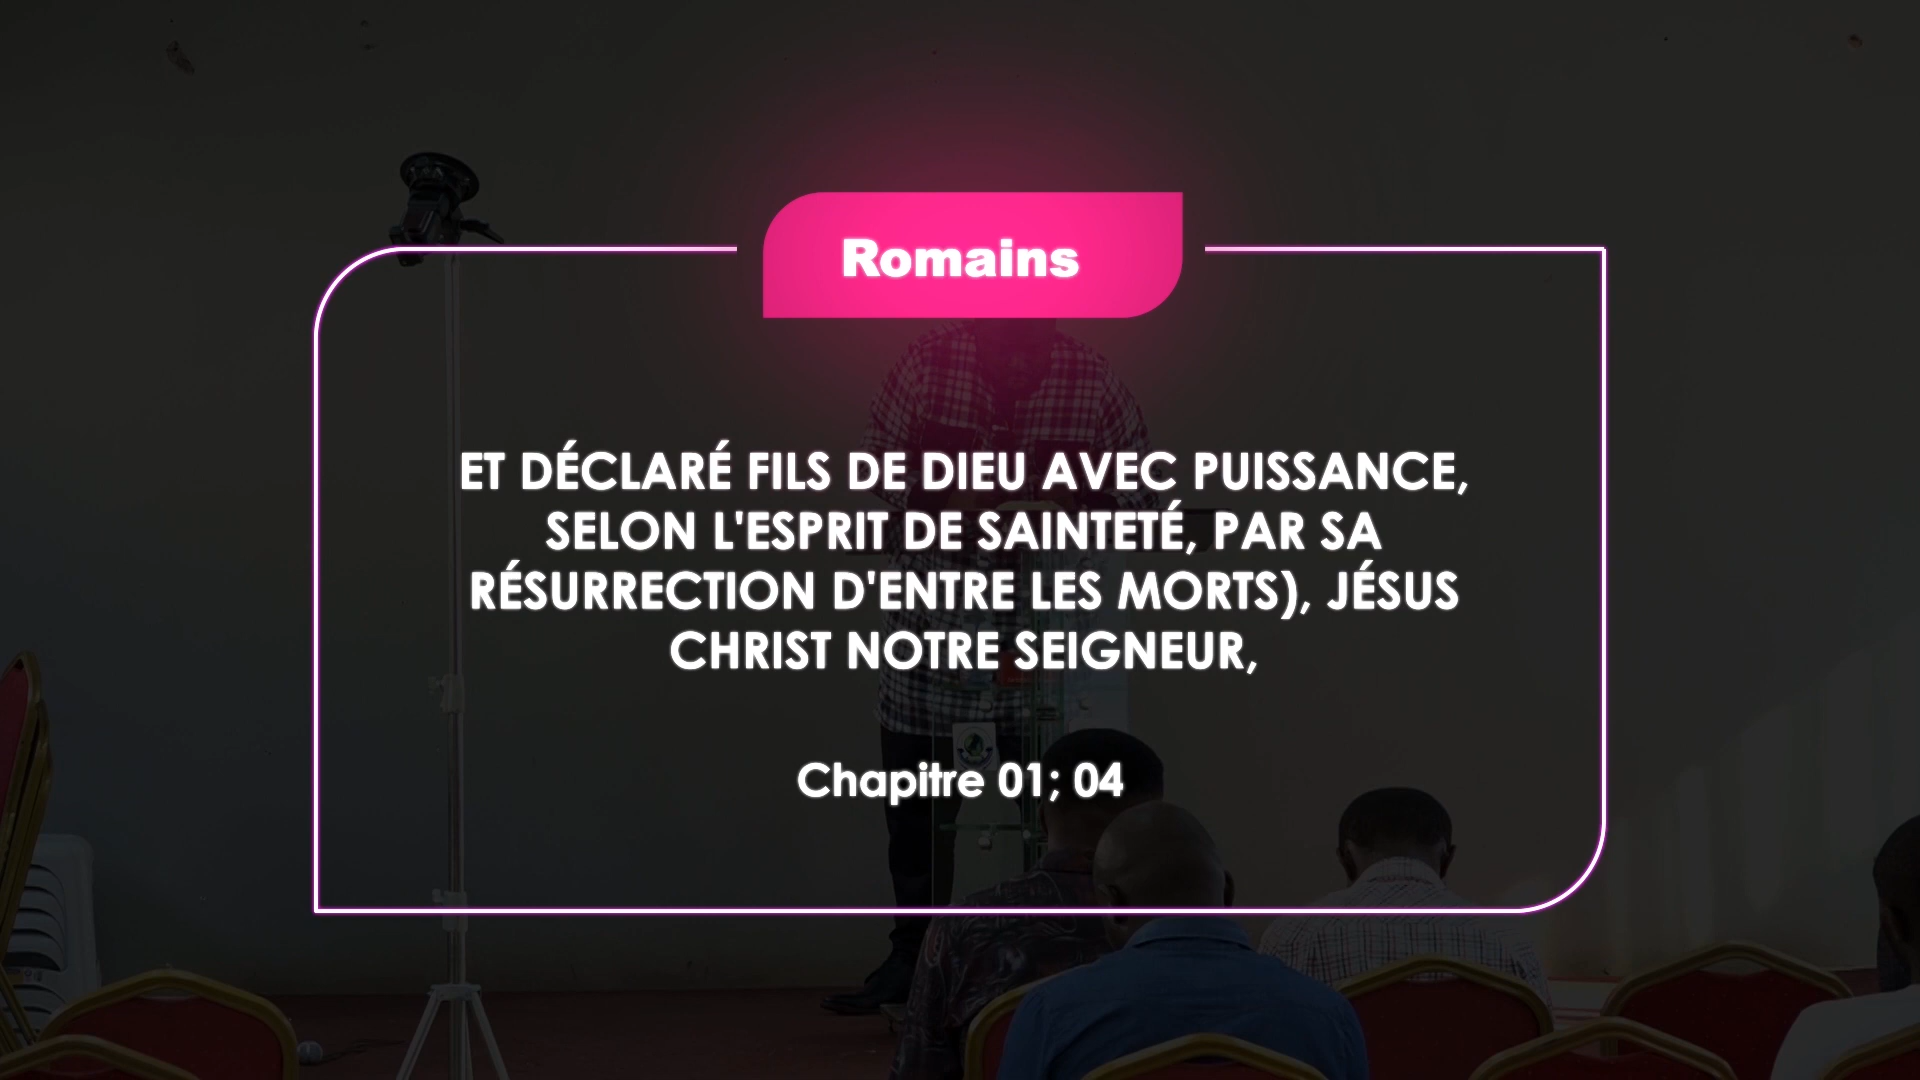 Romains
ET DÉCLARÉ FILS DE DIEU AVEC PUISSANCE,
SELON L'ESPRIT DE SAINTETÉ, PAR SA
RÉSURRECTION D'ENTRE LES MORTS), JÉSUS
CHRIST NOTRE SEIGNEUR,
Chapitre 01; 04